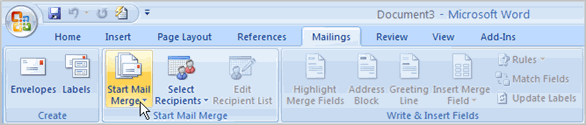 Document3 - Microsoft Word
Home Insert Page Layout References Mailings Review View Add-Ins
Envelopes Labels
Start Mail Merge
Select Recipients
Edit Recipient List
Highlight Merge Fields
Address Block
Greeting Line
Insert Merge Field
Rules
Match Fields
Update Labels
Create
Start Mail Merge
Write & Insert Fields